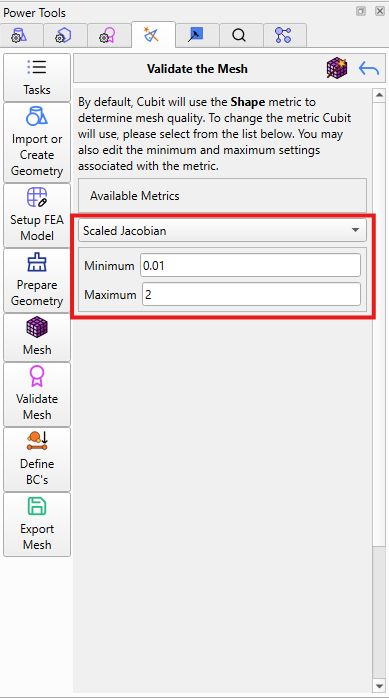 Power Tools
Validate the Mesh
Tasks
Import or
Create
Geometry
Setup FEA
Model
Prepare
Geometry
Mesh
Validate
Mesh
Define
BC's
Export
Mesh
By default, Cubit will use the Shape metric to
determine mesh quality. To change the metric Cubit
will use, please select from the list below. You may
also edit the minimum and maximum settings
associated with the metric.
Available Metrics
Scaled Jacobian
Minimum 0.01
Maximum 2